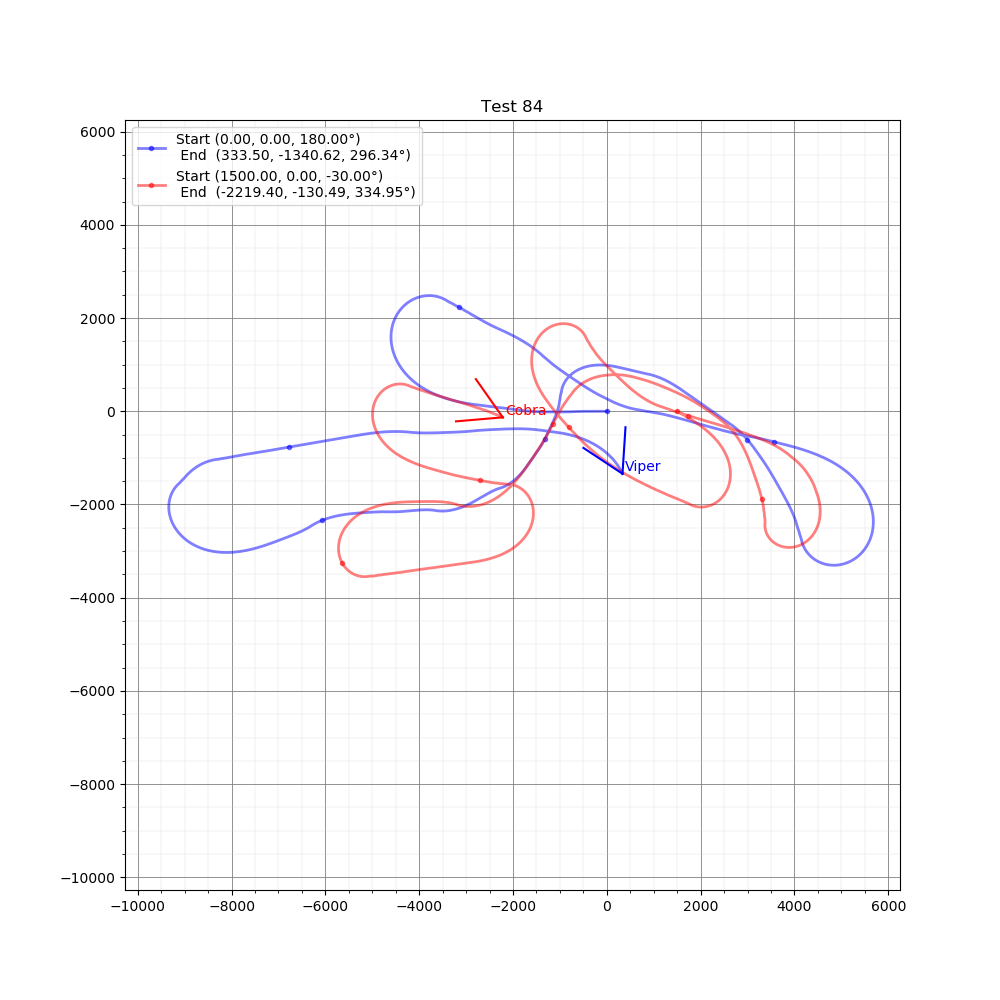 Test 84
Start (0.00, 0.00, 180.00°)
End (333.50, -1340.62, 296.34°)
Start (1500.00, 0.00, -30.00°)
End (-2219.40, -130.49, 334.95°)
6000
4000
2000
0
−2000
−4000
−6000
−8000
−10000
Cobra
Viper
−10000 −8000 −6000 −4000 −2000 0 2000 4000 6000